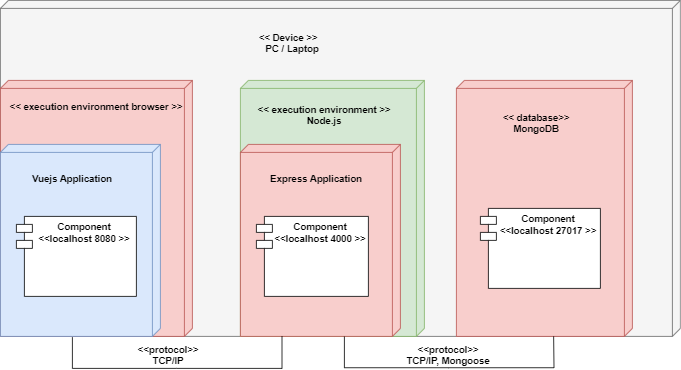 << Device >>
PC / Laptop
<< execution environment browser >>
<< execution environment >>
Node.js
<< database>>
MongoDB
Vuejs Application
Express Application
Component
<<localhost 8080 >>
Component
<<localhost 4000 >>
Component
<<localhost 27017 >>
<<protocol>>
TCP/IP
<<protocol>>
TCP/IP, Mongoose